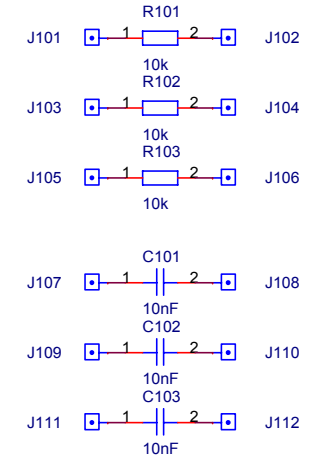 R101
J101 1 2 J102
10k
R102
J103 1 2 J104
10k
R103
J105 1 2 J106
10k
C101
J107 1 2 J108
10nF
C102
J109 1 2 J110
10nF
C103
J111 1 2 J112
10nF